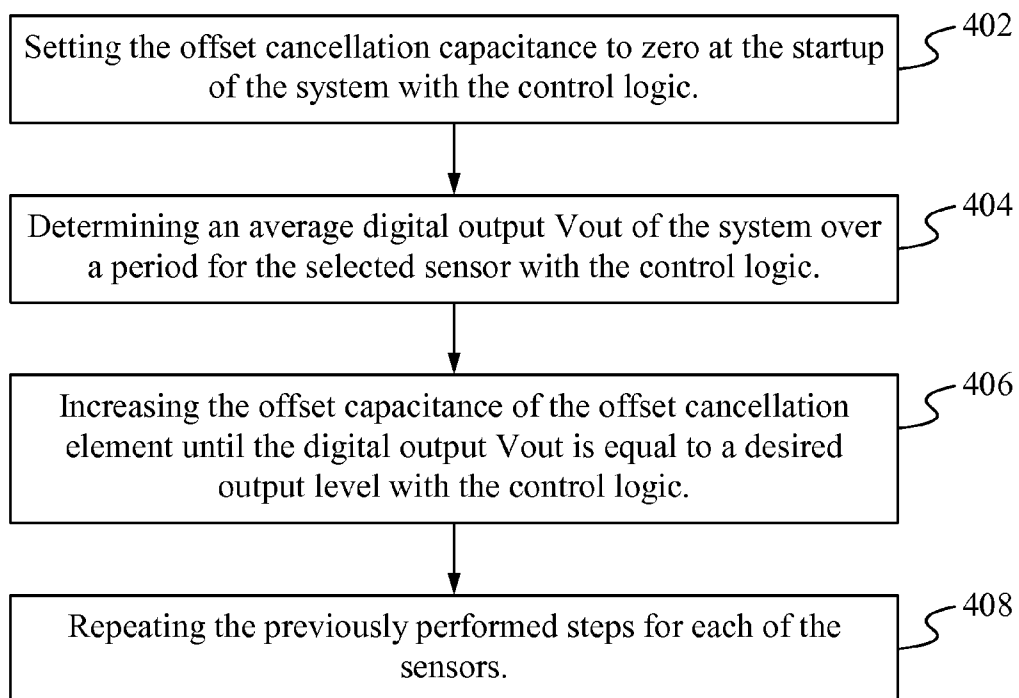 402
Setting the offset cancellation capacitance to zero at the startup
of the system with the control logic.
404
Determining an average digital output Vout of the system over
a period for the selected sensor with the control logic.
406
Increasing the offset capacitance of the offset cancellation
element until the digital output Vout is equal to a desired
output level with the control logic.
408
Repeating the previously performed steps for each of the
sensors.